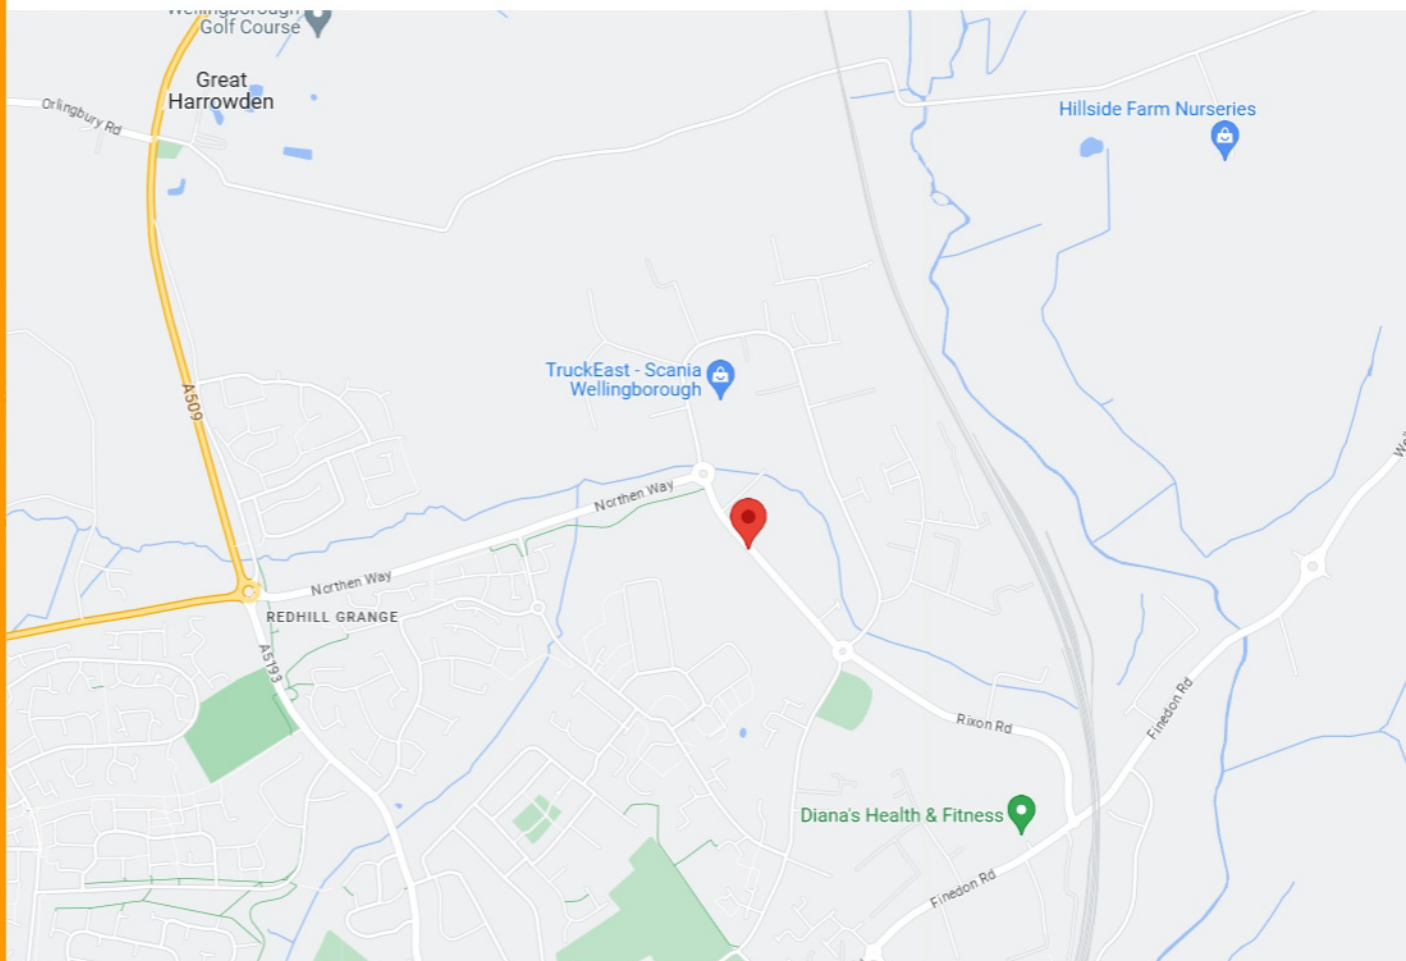 Wellingborough
Golf Course
Great
Harrowden
Orlingbury Rd
Hillside Farm Nurseries
A509
TruckEast - Scania
Wellingborough
Northen Way
Northen Way
REDHILL GRANGE
A5193
Rixon Rd
Finedon Rd
Diana's Health & Fitness
Finedon Rd